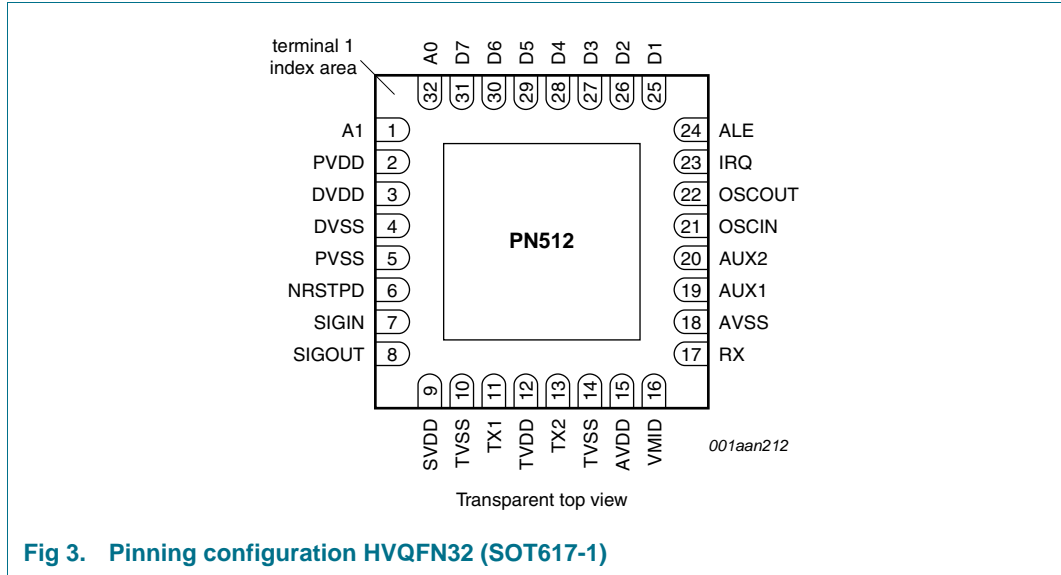 terminal 1
index area
A0
D7
D6
D5
D4
D3
D2
D1
32
31
30
29
28
27
26
25
A1 1
PVDD 2
DVDD 3
DVSS 4
PVSS 5
NRSTPD 6
SIGIN 7
SIGOUT 8
PN512
24 ALE
23 IRQ
22 OSCOUT
21 OSCIN
20 AUX2
19 AUX1
18 AVSS
17 RX
9
10
11
12
13
14
15
16
SVDD
TVSS
TX1
TVDD
TX2
TVSS
AVDD
VMID
001aan212
Transparent top view
Fig 3. Pinning configuration HVQFN32 (SOT617-1)